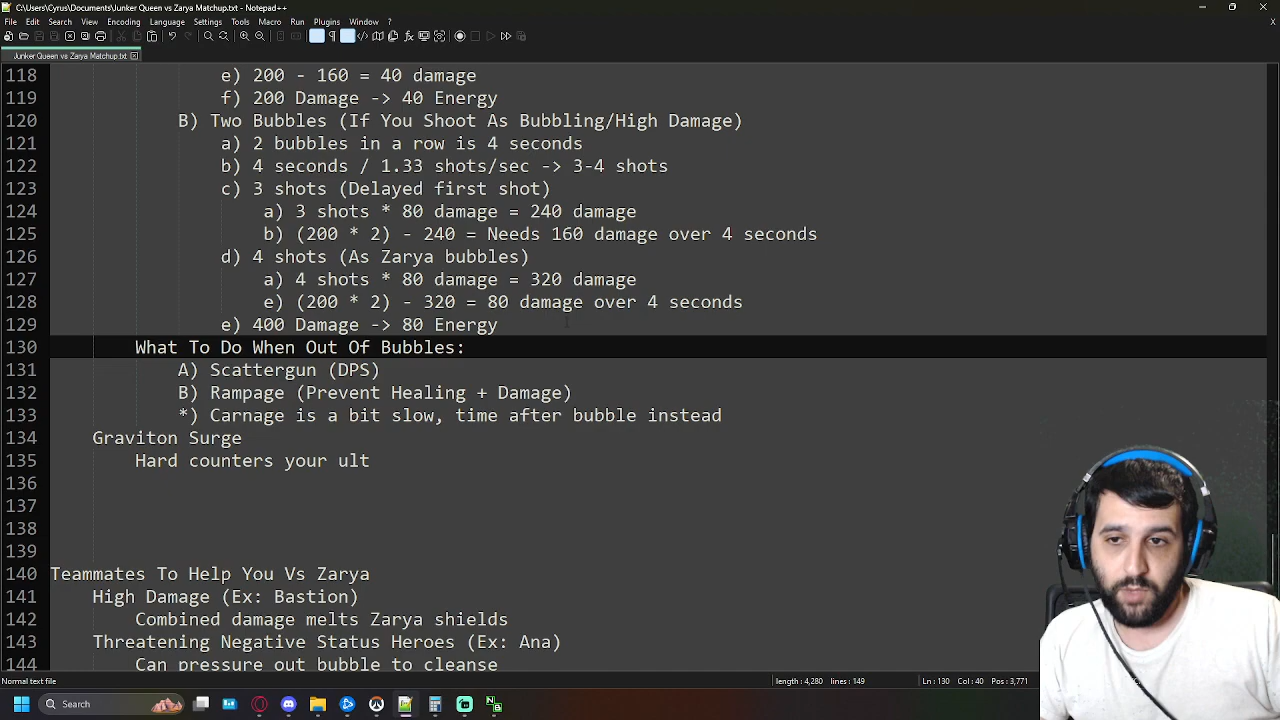 C:\Users\Cyrus\Documents\Junker Queen vs Zarya Matchup.txt - Notepad++
File Edit Search View Encoding Language Settings Tools Macro Run Plugins Window ?
Junker Queen vs Zarya Matchup.txt
118 e) 200 - 160 = 40 damage
119 f) 200 Damage -> 40 Energy
120 B) Two Bubbles (If You Shoot As Bubbling/High Damage)
121 a) 2 bubbles in a row is 4 seconds
122 b) 4 seconds / 1.33 shots/sec -> 3-4 shots
123 c) 3 shots (Delayed first shot)
124 a) 3 shots * 80 damage = 240 damage
125 b) (200 * 2) - 240 = Needs 160 damage over 4 seconds
126 d) 4 shots (As Zarya bubbles)
127 a) 4 shots * 80 damage = 320 damage
128 e) (200 * 2) - 320 = 80 damage over 4 seconds
129 e) 400 Damage -> 80 Energy
130 What To Do When Out Of Bubbles:
131 A) Scattergun (DPS)
132 B) Rampage (Prevent Healing + Damage)
133 *) Carnage is a bit slow, time after bubble instead
134 Graviton Surge
135 Hard counters your ult
136
137
138
139
140 Teammates To Help You Vs Zarya
141 High Damage (Ex: Bastion)
142 Combined damage melts Zarya shields
143 Threatening Negative Status Heroes (Ex: Ana)
144 Can pressure out bubble to cleanse
Normal text file length : 4,280 lines : 149 Ln : 130 Col : 40 Pos : 3,771
Search